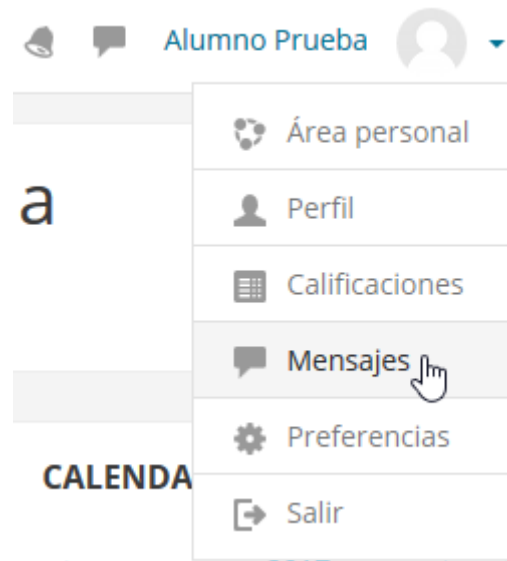 Alumno Prueba
Área personal
a
Perfil
Calificaciones
Mensajes
Preferencias
CALENDA
Salir